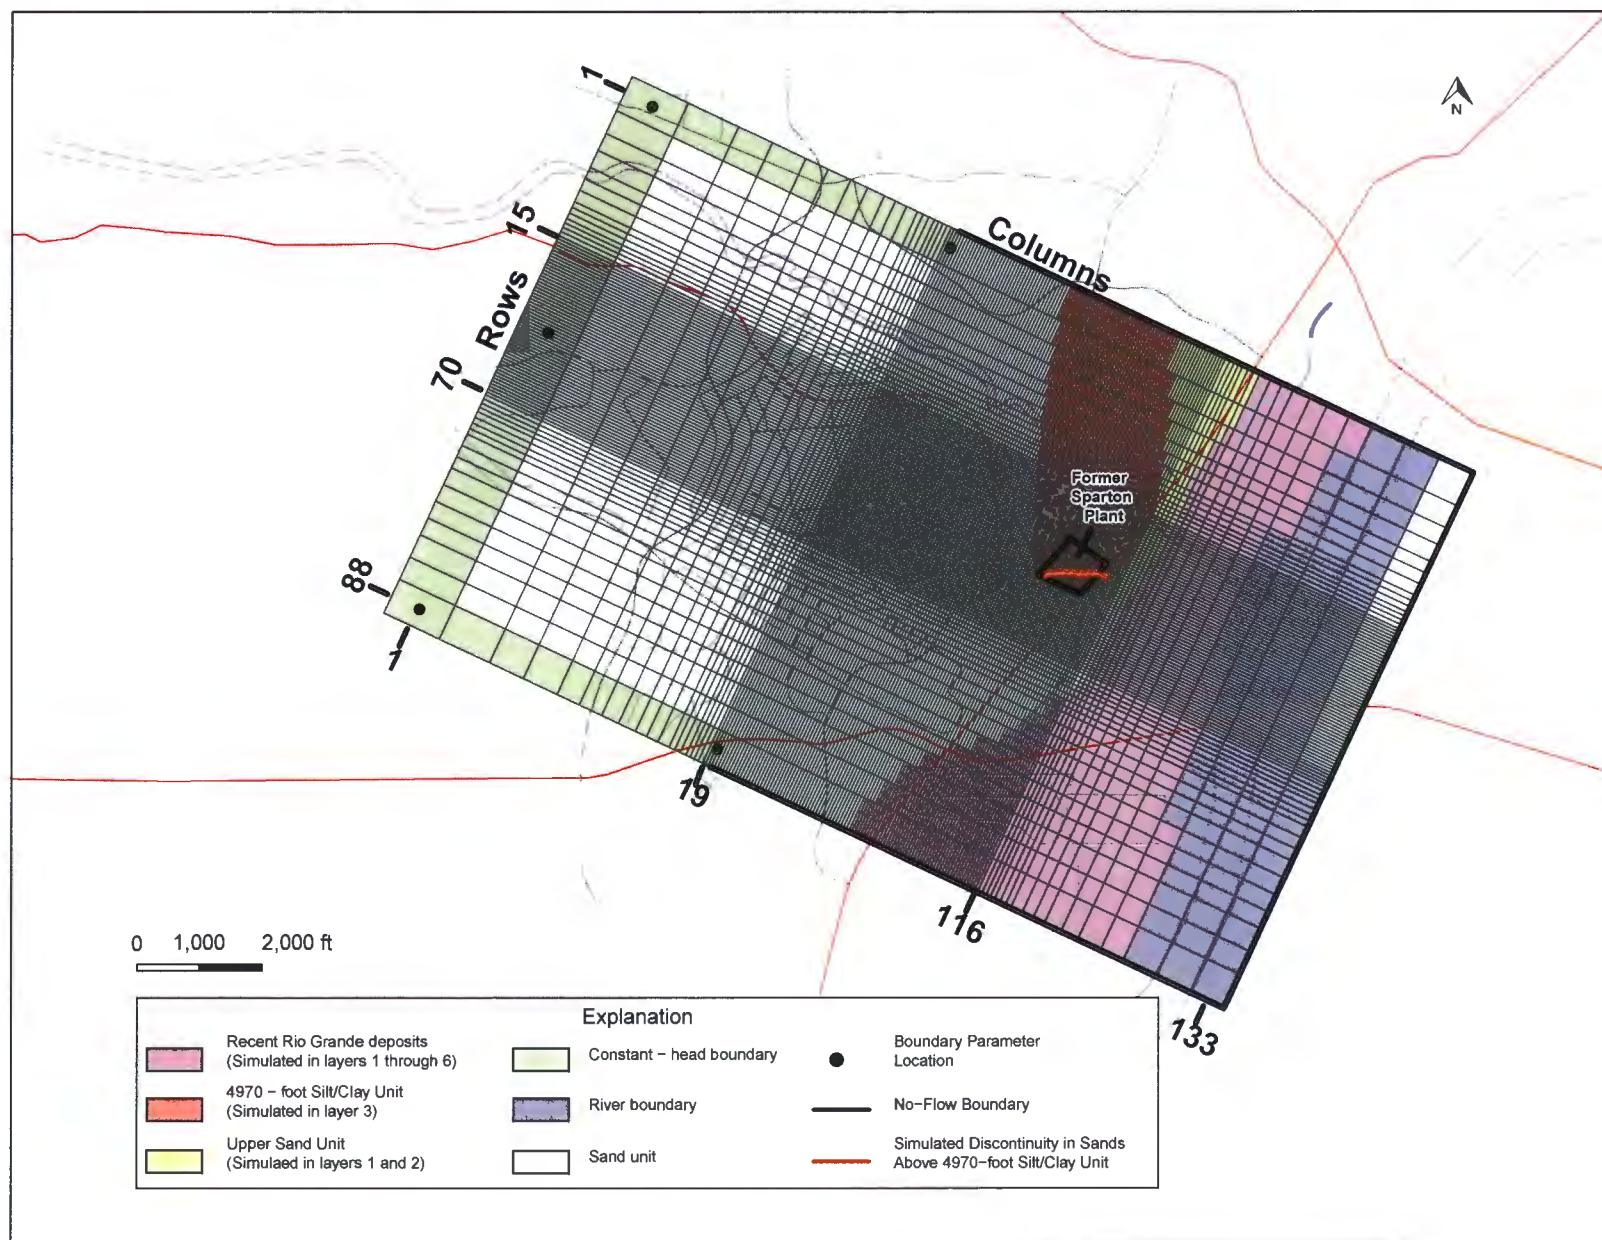 N
1
15
Rows
70
88
1
Columns
Former
Sparton
Plant
19
116
133
0 1,000 2,000 ft
Explanation
Recent Rio Grande deposits
(Simulated in layers 1 through 6)
4970 – foot Silt/Clay Unit
(Simulated in layer 3)
Upper Sand Unit
(Simulaed in layers 1 and 2)
Constant – head boundary
River boundary
Sand unit
Boundary Parameter
Location
No–Flow Boundary
Simulated Discontinuity in Sands
Above 4970–foot Silt/Clay Unit